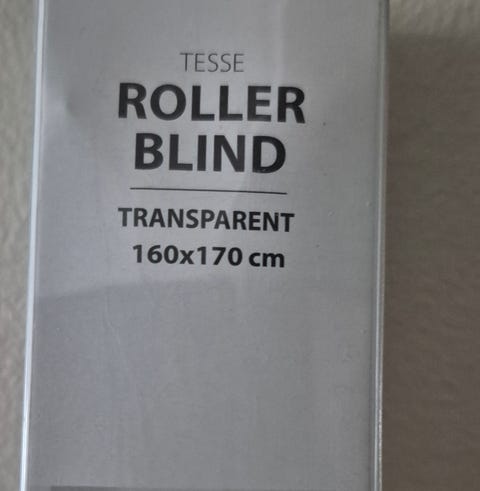 TESSE
ROLLER
BLIND
TRANSPARENT
160x170 cm